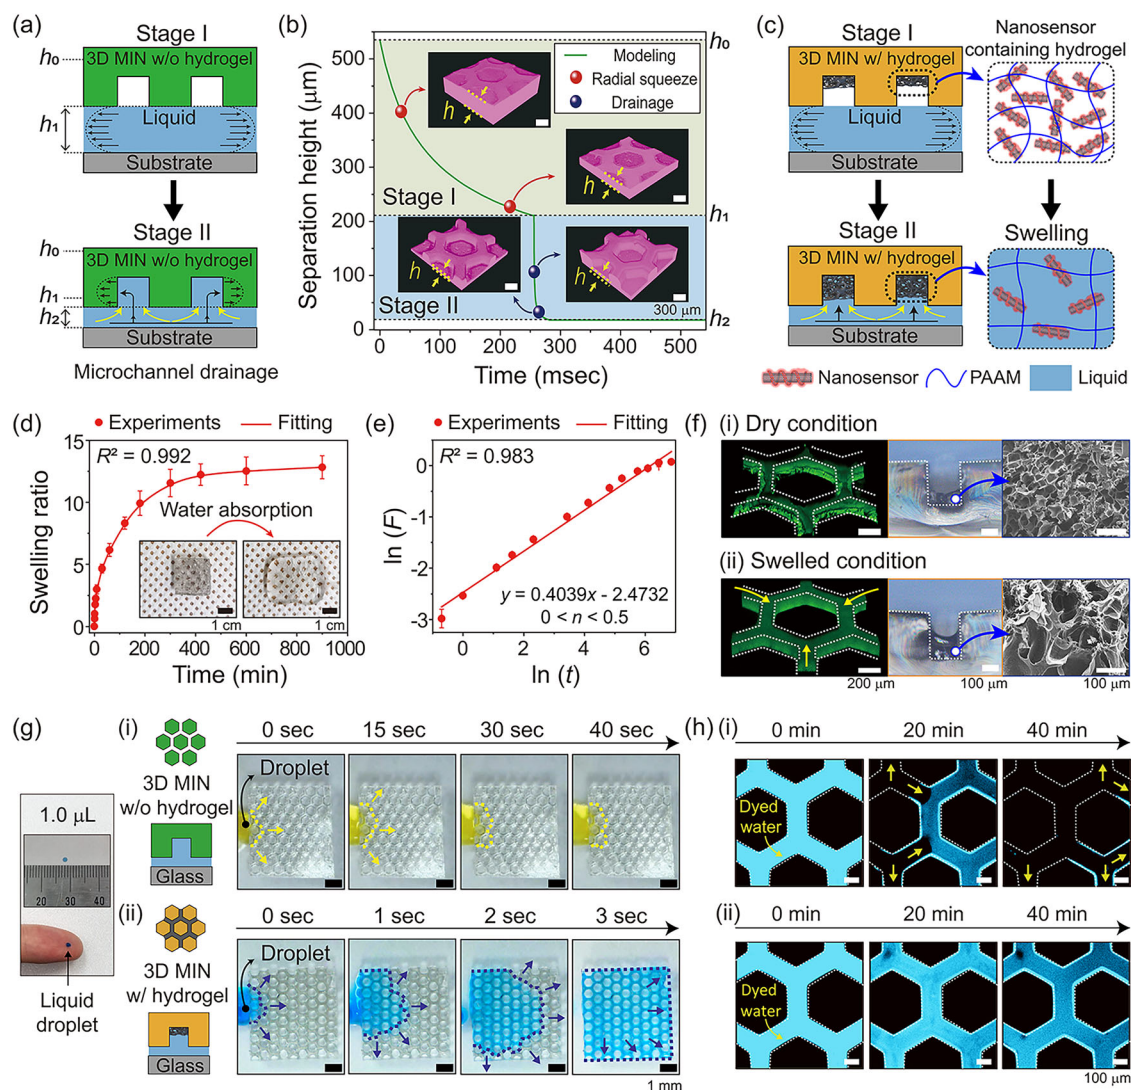 (a)
Stage I
h₀
3D MIN w/o hydrogel
h₁
Liquid
Substrate
Stage II
h₀
3D MIN w/o hydrogel
h₁
h₂
Substrate
Microchannel drainage
(b)
Separation height (μm)
500
400
300
200
100
0
Modeling
Radial squeeze
Drainage
h
h
Stage I
h
h
Stage II
300 μm
h₀
h₁
h₂
0 100 200 300 400 500
Time (msec)
(c)
Stage I
3D MIN w/ hydrogel
Liquid
Substrate
Nanosensor
containing hydrogel
Stage II
3D MIN w/ hydrogel
Substrate
Swelling
Nanosensor
PAAM
Liquid
(d)
Experiments
Fitting
R² = 0.992
Swelling ratio
15
10
5
0
Water absorption
1 cm
1 cm
0 200 400 600 800 1000
Time (min)
(e)
Experiments
Fitting
R² = 0.983
ln (F)
0
-1
-2
-3
y = 0.4039x - 2.4732
0 < n < 0.5
0 2 4 6
ln (t)
(f)
(i) Dry condition
(ii) Swelled condition
200 μm
100 μm
100 μm
(g)
1.0 μL
20 30 40
Liquid
droplet
(i)
3D MIN
w/o hydrogel
Glass
0 sec
15 sec
30 sec
40 sec
Droplet
(ii)
3D MIN
w/ hydrogel
Glass
0 sec
1 sec
2 sec
3 sec
Droplet
1 mm
(h)
(i)
0 min
20 min
40 min
Dyed
water
(ii)
0 min
20 min
40 min
Dyed
water
100 μm